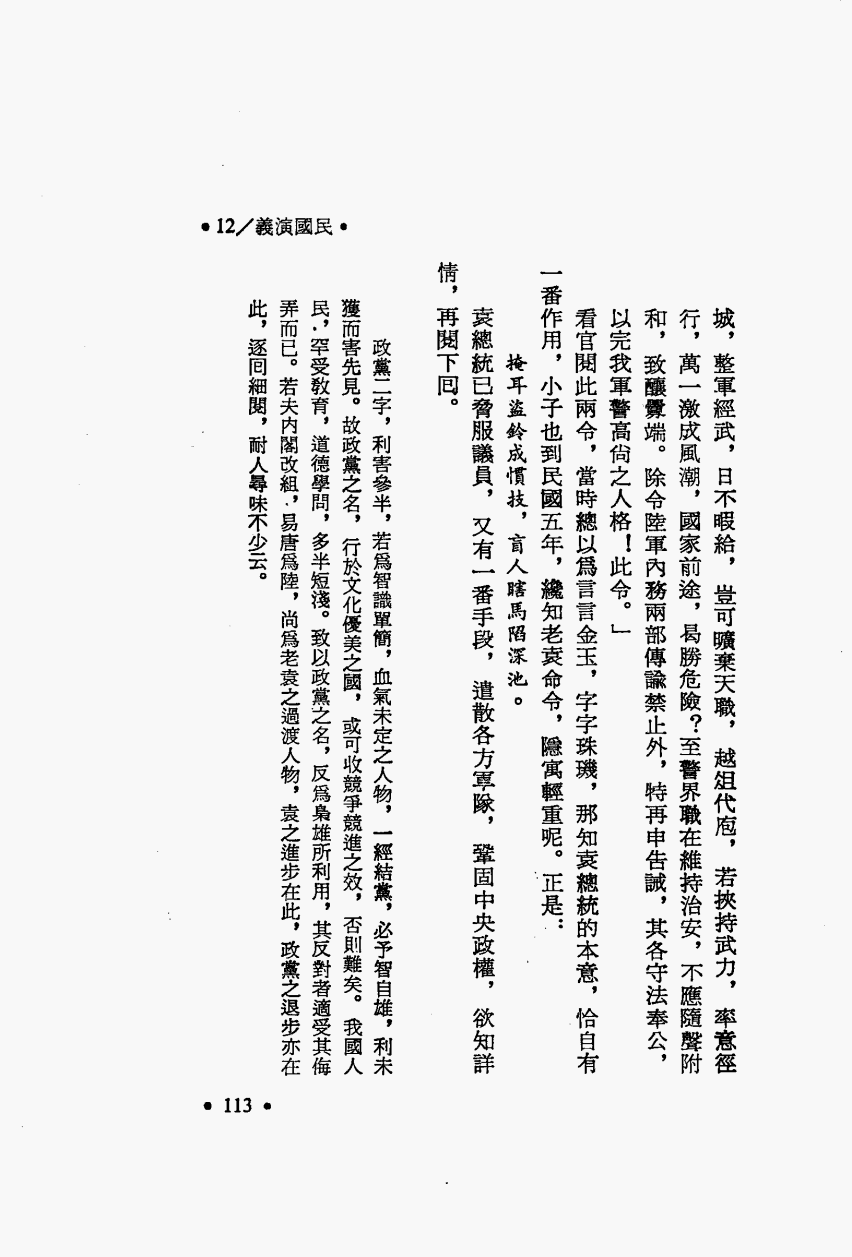 •12/義演國民•
城，整軍經武，日不暇給，豈可曠棄天職，越俎代庖，若挾持武力，率意徑
行，萬一激成風潮，國家前途，曷勝危險？至警界職在維持治安，不應隨聲附
和，致釀釁端。除令陸軍內務兩部傳諭禁止外，特再申告誡，其各守法奉公，
以完我軍警高尚之人格！此令。」
看官閱此兩令，當時總以爲言言金玉，字字珠璣，那知袁總統的本意，恰自有
一番作用，小子也到民國五年，纔知老袁命令，隱寓輕重呢。正是：
掩耳盜鈴成慣技，盲人瞎馬陷深池。
袁總統已脅服議員，又有一番手段，遣散各方軍隊，鞏固中央政權，欲知詳
情，再閱下回。
政黨二字，利害參半，若爲智識單簡，血氣未定之人物，一經結黨，必予智自雄，利未
獲而害先見。故政黨之名，行於文化優美之國，或可收競爭競進之效，否則難矣。我國人
民，罕受敎育，道德學問，多半短淺。致以政黨之名，反爲梟雄所利用，其反對者適受其侮
弄而已。若夫內閣改組，易唐爲陸，尚爲老袁之過渡人物，袁之進步在此，政黨之退步亦在
此，逐回細閱，耐人尋味不少云。
•113•